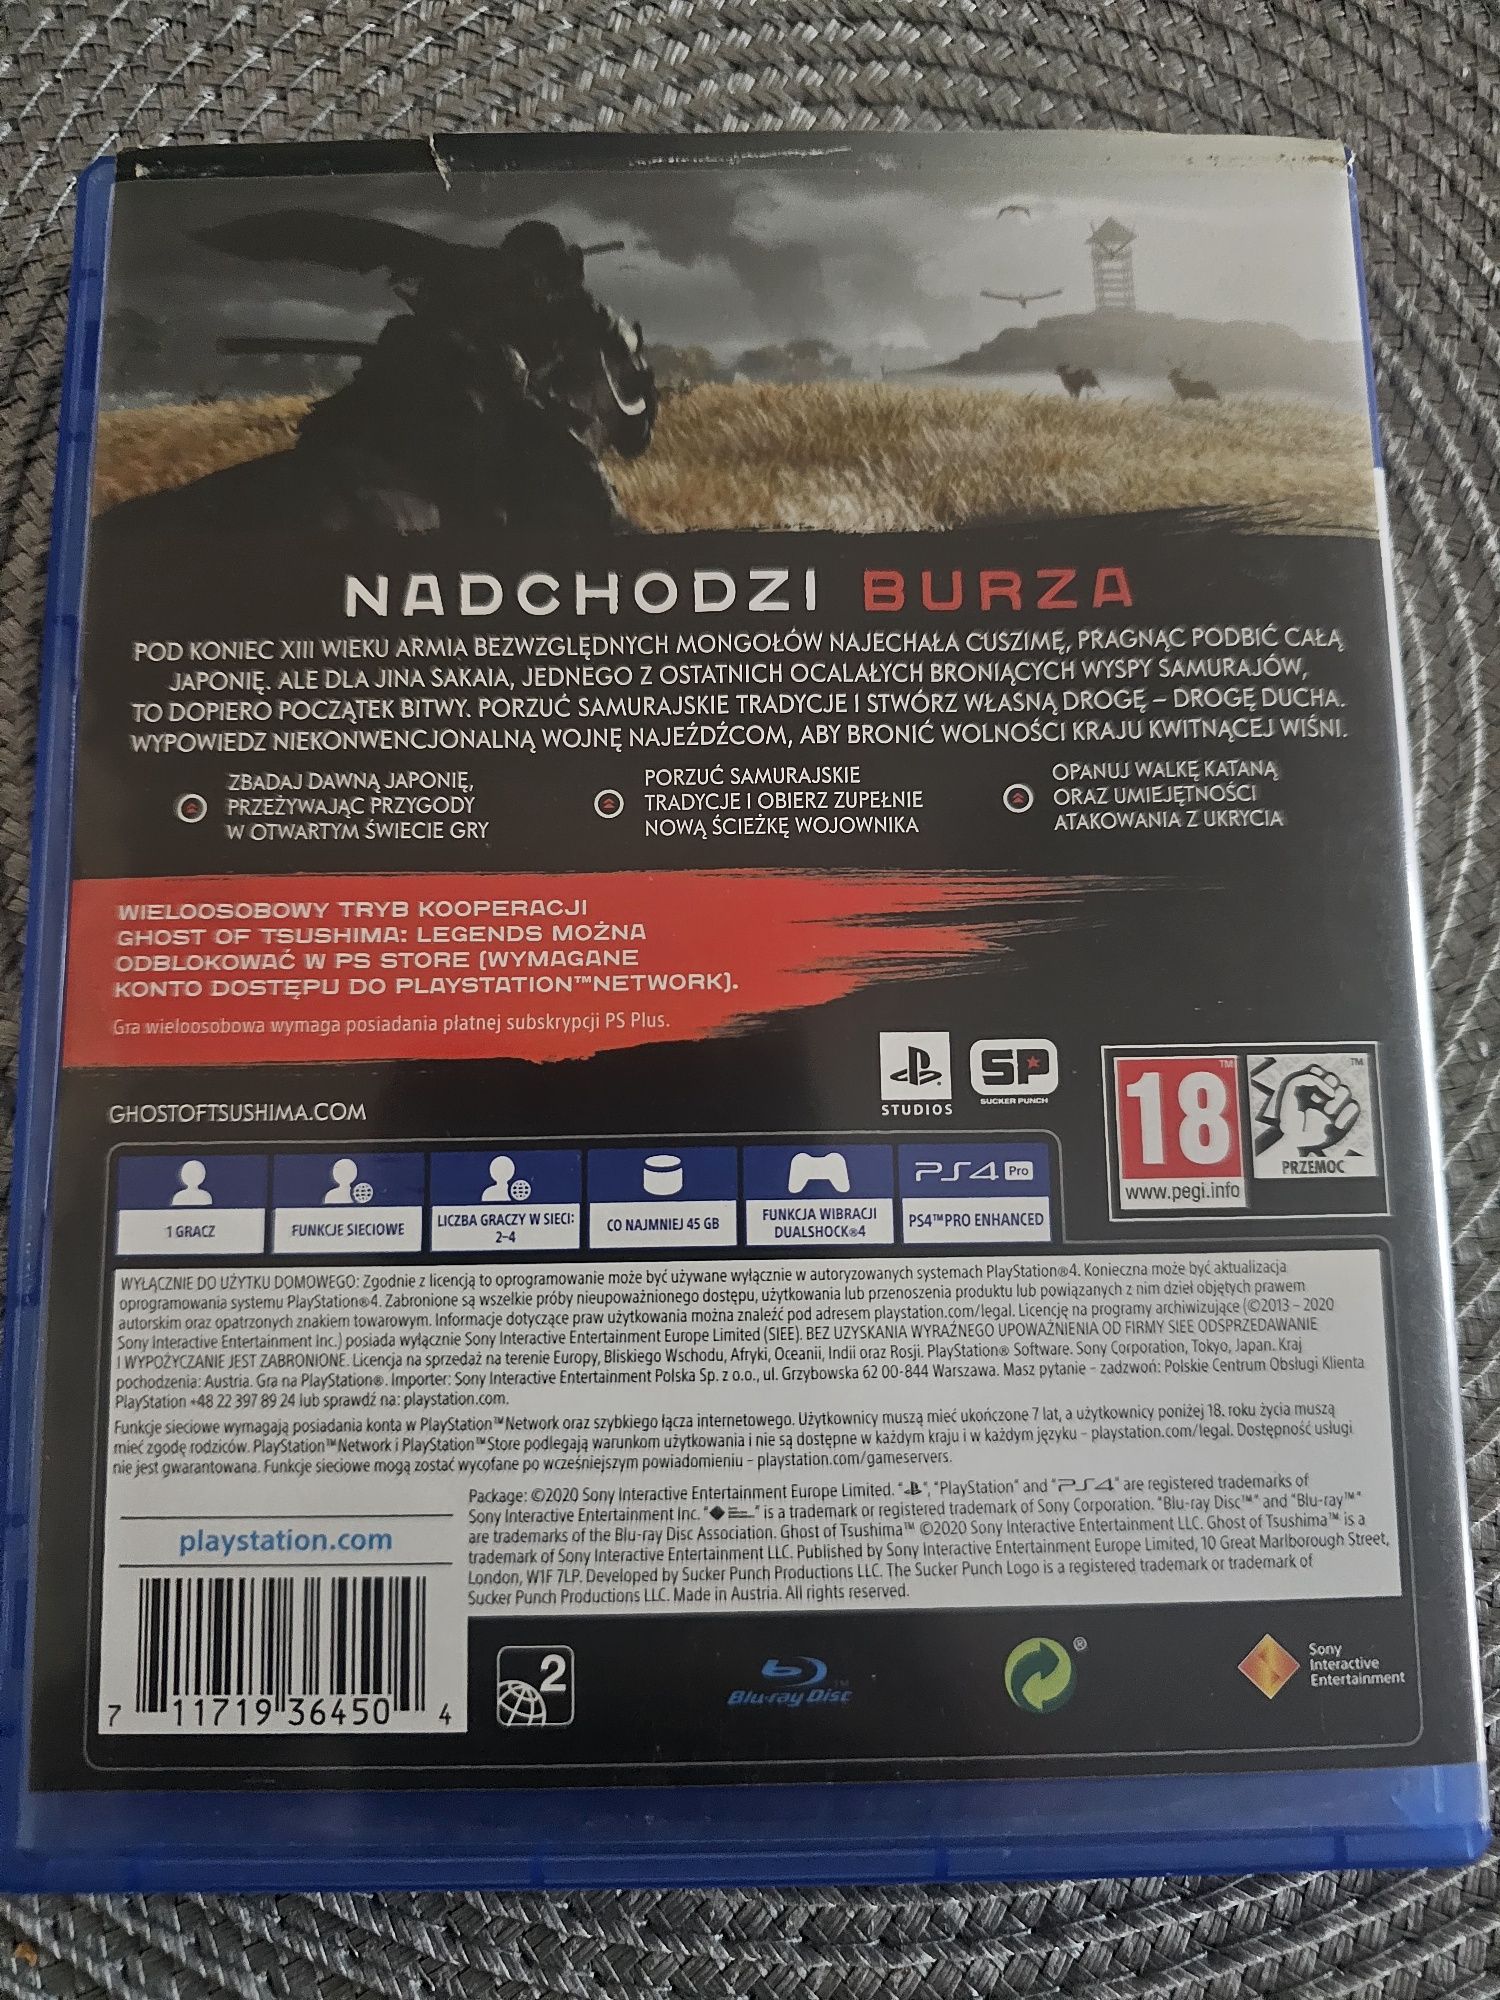 NADCHODZI BURZA
POD KONIEC XIII WIEKU ARMIA BEZWZGLĘDNYCH MONGOŁÓW NAJECHAŁA CUSZIMĘ, PRAGNĄC PODBIĆ CAŁĄ
JAPONIĘ. ALE DLA JINA SAKAIA, JEDNEGO Z OSTATNICH OCALAŁYCH BRONIĄCYCH WYSPY SAMURAJÓW,
TO DOPIERO POCZĄTEK BITWY. PORZUĆ SAMURAJSKIE TRADYCJE I STWÓRZ WŁASNĄ DROGĘ – DROGĘ DUCHA.
WYPOWIEDZ NIEKONWENCJONALNĄ WOJNĘ NAJEŹDŹCOM, ABY BRONIĆ WOLNOŚCI KRAJU KWITNĄCEJ WIŚNI.
ZBADAJ DAWNĄ JAPONIĘ,
PRZEŻYWAJĄC PRZYGODY
W OTWARTYM ŚWIECIE GRY
PORZUĆ SAMURAJSKIE
TRADYCJE I OBIERZ ZUPEŁNIE
NOWĄ ŚCIEŻKĘ WOJOWNIKA
OPANUJ WALKĘ KATANĄ
ORAZ UMIEJĘTNOŚCI
ATAKOWANIA Z UKRYCIA
WIELOOSOBOWY TRYB KOOPERACJI
GHOST OF TSUSHIMA: LEGENDS MOŻNA
ODBLOKOWAĆ W PS STORE (WYMAGANE
KONTO DOSTĘPU DO PLAYSTATION™NETWORK).
Gra wieloosobowa wymaga posiadania płatnej subskrypcji PS Plus.
GHOSTOFTSUSHIMA.COM
STUDIOS
SP
SUCKER PUNCH
18
www.pegi.info
PRZEMOC
1 GRACZ
FUNKCJE SIECIOWE
LICZBA GRACZY W SIECI:
2-4
CO NAJMNIEJ 45 GB
FUNKCJA WIBRACJI
DUALSHOCK®4
PS4 Pro
PS4™PRO ENHANCED
WYŁĄCZNIE DO UŻYTKU DOMOWEGO: Zgodnie z licencją to oprogramowanie może być używane wyłącznie w autoryzowanych systemach PlayStation®4. Konieczna może być aktualizacja
oprogramowania systemu PlayStation®4. Zabronione są wszelkie próby nieupoważnionego dostępu, użytkowania lub przenoszenia produktu lub powiązanych z nim dzieł objętych prawem
autorskim oraz opatrzonych znakiem towarowym. Informacje dotyczące praw użytkowania można znaleźć pod adresem playstation.com/legal. Licencję na programy archiwizujące (©2013 – 2020
Sony Interactive Entertainment Inc.) posiada wyłącznie Sony Interactive Entertainment Europe Limited (SIEE). BEZ UZYSKANIA WYRAŹNEGO UPOWAŻNIENIA OD FIRMY SIEE ODSPRZEDAWANIE
I WYPOŻYCZANIE JEST ZABRONIONE. Licencja na sprzedaż na terenie Europy, Bliskiego Wschodu, Afryki, Oceanii, Indii oraz Rosji. PlayStation® Software. Sony Corporation, Tokyo, Japan. Kraj
pochodzenia: Austria. Gra na PlayStation®. Importer: Sony Interactive Entertainment Polska Sp. z o.o., ul. Grzybowska 62 00-844 Warszawa. Masz pytanie – zadzwoń: Polskie Centrum Obsługi Klienta
PlayStation +48 22 397 89 24 lub sprawdź na: playstation.com.
Funkcje sieciowe wymagają posiadania konta w PlayStation™Network oraz szybkiego łącza internetowego. Użytkownicy muszą mieć ukończone 7 lat, a użytkownicy poniżej 18. roku życia muszą
mieć zgodę rodziców. PlayStation™Network i PlayStation™Store podlegają warunkom użytkowania i nie są dostępne w każdym kraju i w każdym języku – playstation.com/legal. Dostępność usługi
nie jest gwarantowana. Funkcje sieciowe mogą zostać wycofane po wcześniejszym powiadomieniu – playstation.com/gameservers.
Package: ©2020 Sony Interactive Entertainment Europe Limited. "", "PlayStation" and "PS4" are registered trademarks of
Sony Interactive Entertainment Inc. "" is a trademark or registered trademark of Sony Corporation. "Blu-ray Disc™" and "Blu-ray™"
are trademarks of the Blu-ray Disc Association. Ghost of Tsushima™ ©2020 Sony Interactive Entertainment LLC. Ghost of Tsushima™ is a
trademark of Sony Interactive Entertainment LLC. Published by Sony Interactive Entertainment Europe Limited, 10 Great Marlborough Street,
London, W1F 7LP. Developed by Sucker Punch Productions LLC. The Sucker Punch Logo is a registered trademark or trademark of
Sucker Punch Productions LLC. Made in Austria. All rights reserved.
playstation.com
7 11719 36450 4
2
Blu-ray Disc
®
Sony
Interactive
Entertainment